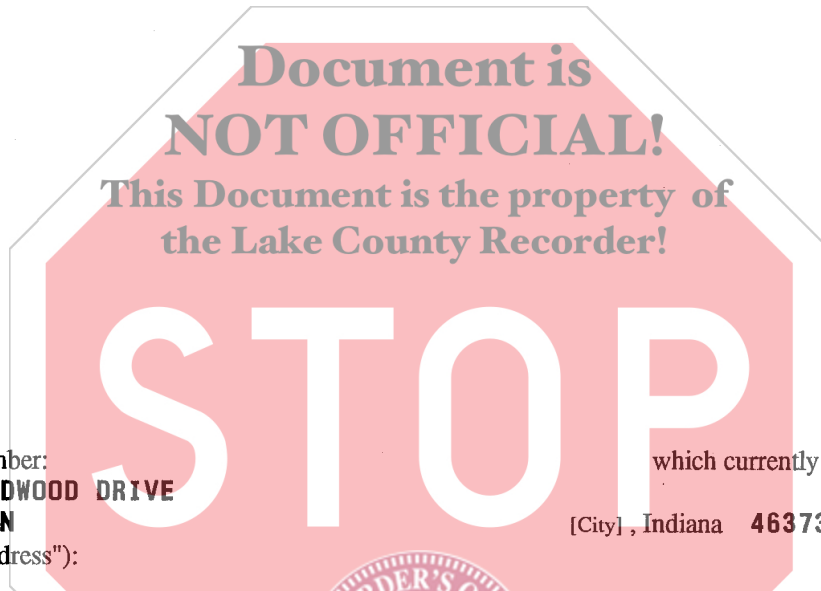 Document is
NOT OFFICIAL!
This Document is the property of
the Lake County Recorder!
STOP
which currently
DWOOD DRIVE
N
[City] , Indiana 46373
dress"):